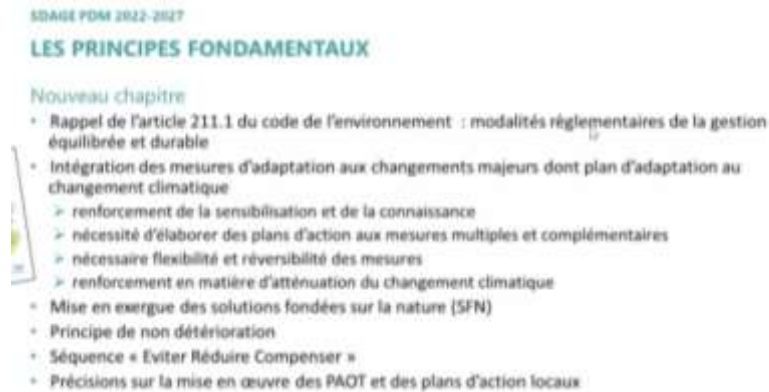 SDAGE PDM 2022-2027
LES PRINCIPES FONDAMENTAUX
Nouveau chapitre
• Rappel de l'article 211.1 du code de l'environnement : modalités règlementaires de la gestion
équilibrée et durable
• Intégration des mesures d'adaptation aux changements majeurs dont plan d'adaptation au
changement climatique
➢ renforcement de la sensibilisation et de la connaissance
➢ nécessité d'élaborer des plans d'action aux mesures multiples et complémentaires
➢ nécessaire flexibilité et réversibilité des mesures
➢ renforcement en matière d'atténuation du changement climatique
• Mise en exergue des solutions fondées sur la nature (SFN)
• Principe de non détérioration
• Séquence « Eviter Réduire Compenser »
• Précisions sur la mise en œuvre des PAOT et des plans d'action locaux